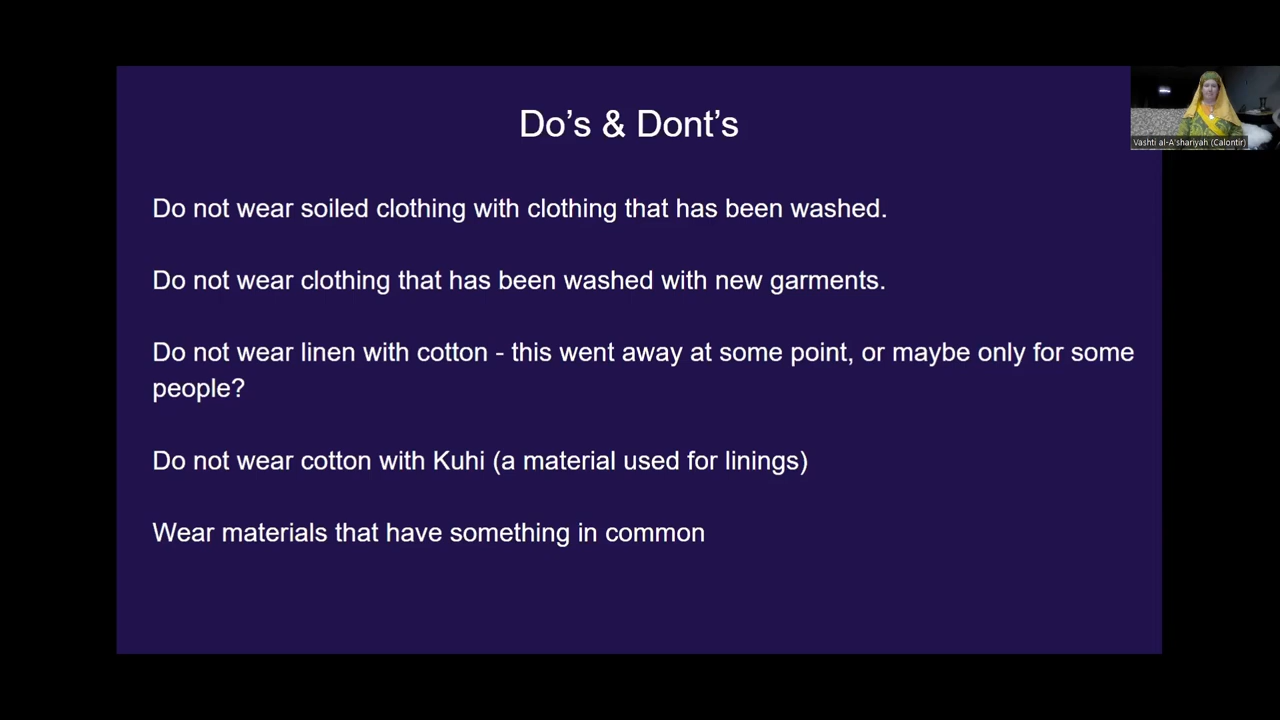 Do's & Dont's
Vashti al-A'shariyah (Calontir)
Do not wear soiled clothing with clothing that has been washed.
Do not wear clothing that has been washed with new garments.
Do not wear linen with cotton - this went away at some point, or maybe only for some
people?
Do not wear cotton with Kuhi (a material used for linings)
Wear materials that have something in common